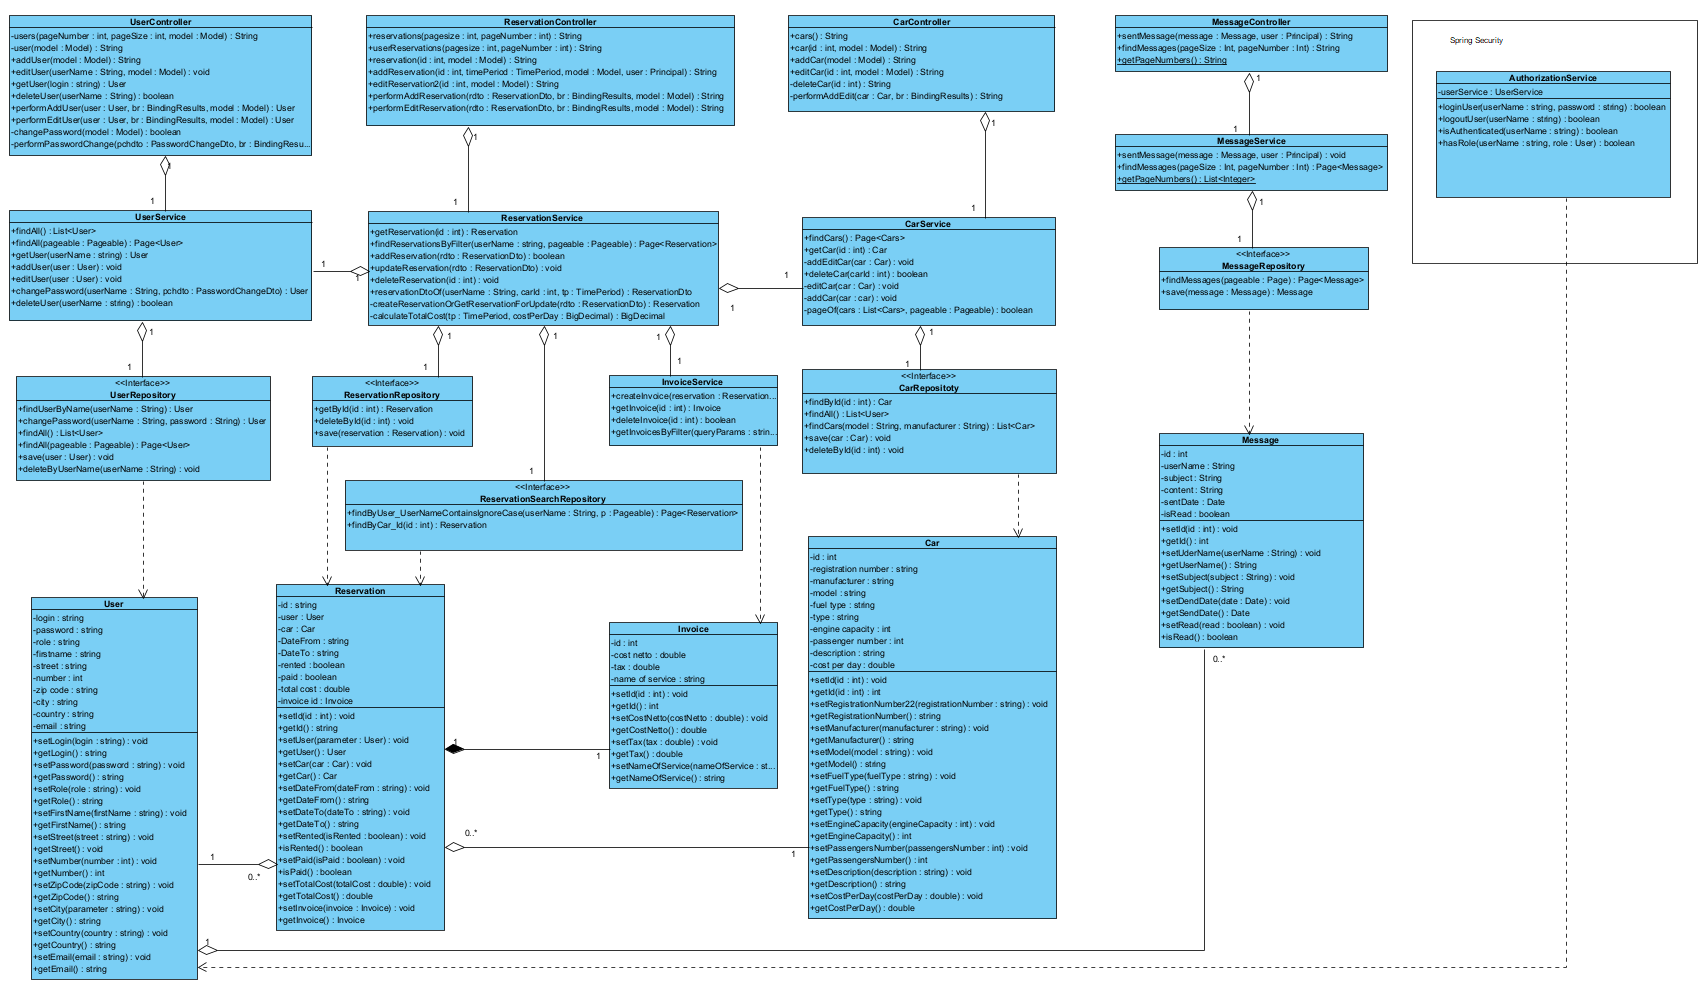 UserController
-users(pageNumber : int, pageSize : int, model : Model) : String
-user(model : Model) : String
+addUser(model : Model) : String
+editUser(userName : String, model : Model) : void
+getUser(login : string) : User
+deleteUser(userName : String) : boolean
+performAddUser(user : User, br : BindingResults, model : Model) : User
+performEditUser(user : User, br : BindingResults, model : Model) : User
-changePassword(model : Model) : boolean
-performPasswordChange(pchdto : PasswordChangeDto, br : BindingResu...
1
1
UserService
+findAll() : List<User>
+findAll(pageable : Pageable) : Page<User>
+getUser(userName : string) : User
+addUser(user : User) : void
+editUser(user : User) : void
+changePassword(userName : String, pchdto : PasswordChangeDto) : User
+deleteUser(userName : string) : boolean
1
1
1
1
<<Interface>>
UserRepository
+findUserByName(userName : String) : User
+changePassword(userName : String, password : String) : User
+findAll() : List<User>
+findAll(pageable : Pageable) : Page<User>
+save(user : User) : void
+deleteByUserName(userName : String) : void
User
-login : string
-password : string
-role : string
-firstname : string
-street : string
-number : int
-zip code : string
-city : string
-country : string
-email : string
+setLogin(login : string) : void
+getLogin() : string
+setPassword(password : string) : void
+getPassword() : string
+setRole(role : string) : void
+getRole() : string
+setFirstName(firstName : string) : void
+getFirstName() : string
+setStreet(street : string) : void
+getStreet() : void
+setNumber(number : int) : void
+getNumber() : int
+setZipCode(zipCode : string) : void
+getZipCode() : string
+setCity(parameter : string) : void
+getCity() : string
+setCountry(country : string) : void
+getCountry() : string
+setEmail(email : string) : void
+getEmail() : string
1
0..*
1
ReservationController
+reservations(pagesize : int, pageNumber : int) : String
+userReservations(pagesize : int, pageNumber : int) : String
+reservation(id : int, model : Model) : String
+addReservation(id : int, timePeriod : TimePeriod, model : Model, user : Principal) : String
+editReservation2(id : int, model : Model) : String
+performAddReservation(rdto : ReservationDto, br : BindingResults, model : Model) : String
+performEditReservation(rdto : ReservationDto, br : BindingResults, model : Model) : String
1
1
ReservationService
+getReservation(id : int) : Reservation
+findReservationsByFilter(userName : string, pageable : Pageable) : Page<Reservation>
+addReservation(rdto : ReservationDto) : boolean
+updateReservation(rdto : ReservationDto) : void
+deleteReservation(id : int) : void
+reservationDtoOf(userName : String, carId : int, tp : TimePeriod) : ReservationDto
-createReservationOrGetReservationForUpdate(rdto : ReservationDto) : Reservation
-calculateTotalCost(tp : TimePeriod, costPerDay : BigDecimal) : BigDecimal
1
1
1
1
1
1
1
1
<<Interface>>
ReservationRepository
+getById(id : int) : Reservation
+deleteById(id : int) : void
+save(reservation : Reservation) : void
InvoiceService
+createInvoice(reservation : Reservation...
+getInvoice(id : int) : Invoice
+deleteInvoice(id : int) : boolean
+getInvoicesByFilter(queryParams : strin...
<<Interface>>
ReservationSearchRepository
+findByUser_UserNameContainsIgnoreCase(userName : String, p : Pageable) : Page<Reservation>
+findByCar_Id(id : int) : Reservation
Reservation
-id : string
-user : User
-car : Car
-DateFrom : string
-DateTo : string
-rented : boolean
-paid : boolean
-total cost : double
-invoice id : Invoice
+setId(id : int) : void
+getId() : string
+setUser(parameter : User) : void
+getUser() : User
+setCar(car : Car) : void
+getCar() : Car
+setDateFrom(dateFrom : string) : void
+getDateFrom() : string
+setDateTo(dateTo : string) : void
+getDateTo() : string
+setRented(isRented : boolean) : void
+isRented() : boolean
+setPaid(isPaid : boolean) : void
+isPaid() : boolean
+setTotalCost(totalCost : double) : void
+getTotalCost() : double
+setInvoice(invoice : Invoice) : void
+getInvoice() : Invoice
1
1
0..*
1
Invoice
-id : int
-cost netto : double
-tax : double
-name of service : string
+setId(id : int) : void
+getId() : int
+setCostNetto(costNetto : double) : void
+getCostNetto() : double
+setTax(tax : double) : void
+getTax() : double
+setNameOfService(nameOfService : st...
+getNameOfService() : string
CarController
+cars() : String
+car(id : int, model : Model) : String
+addCar(model : Model) : String
+editCar(id : int, model : Model) : String
-deleteCar(id : int) : String
-performAddEdit(car : Car, br : BindingResults) : String
1
1
CarService
+findCars() : Page<Cars>
+getCar(id : int) : Car
-addEditCar(car : Car) : void
+deleteCar(carId : int) : boolean
-editCar(car : Car) : void
-addCar(car : car) : void
-pageOf(cars : List<Cars>, pageable : Pageable) : boolean
1
1
<<Interface>>
CarRepositoty
+findById(id : int) : Car
+findAll() : List<User>
+findCars(model : String, manufacturer : String) : List<Car>
+save(car : Car) : void
+deleteById(id : int) : void
Car
-id : int
-registration number : string
-manufacturer : string
-model : string
-fuel type : string
-type : string
-engine capacity : int
-passenger number : int
-description : string
-cost per day : double
+setId(id : int) : void
+getId(id : int) : int
+setRegistrationNumber22(registrationNumber : string) : void
+getRegistrationNumber() : string
+setManufacturer(manufacturer : string) : void
+getManufacturer() : string
+setModel(model : string) : void
+getModel() : string
+setFuelType(fuelType : string) : void
+getFuelType() : string
+setType(type : string) : void
+getType() : string
+setEngineCapacity(engineCapacity : int) : void
+getEngineCapacity() : int
+setPassengersNumber(passengersNumber : int) : void
+getPassengersNumber() : int
+setDescription(description : string) : void
+getDescription() : string
+setCostPerDay(costPerDay : double) : void
+getCostPerDay() : double
MessageController
+sentMessage(message : Message, user : Principal) : String
+findMessages(pageSize : Int, pageNumber : Int) : String
+getPageNumbers() : String
1
1
MessageService
+sentMessage(message : Message, user : Principal) : void
+findMessages(pageSize : Int, pageNumber : Int) : Page<Message>
+getPageNumbers() : List<Integer>
1
1
<<Interface>>
MessageRepository
+findMessages(pageable : Page) : Page<Message>
+save(message : Message) : Message
Message
-id : int
-userName : String
-subject : String
-content : String
-sentDate : Date
-isRead : boolean
+setId(id : int) : void
+getId() : int
+setUderName(userName : String) : void
+getUserName() : String
+setSubject(subject : String) : void
+getSubject() : String
+setDendDate(date : Date) : void
+getSendDate() : Date
+setRead(read : boolean) : void
+isRead() : boolean
0..*
Spring Security
AuthorizationService
-userService : UserService
+loginUser(userName : string, password : string) : boolean
+logoutUser(userName : string) : boolean
+isAuthenticated(userName : string) : boolean
+hasRole(userName : string, role : User) : boolean